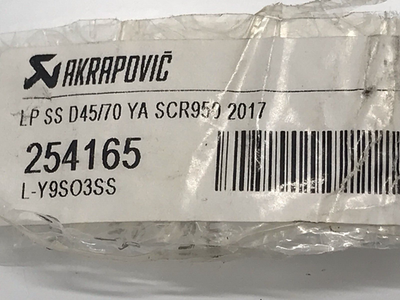 AKRAPOVIČ
LP SS D45/70 YA SCR950 2017
254165
L-Y9SO3SS